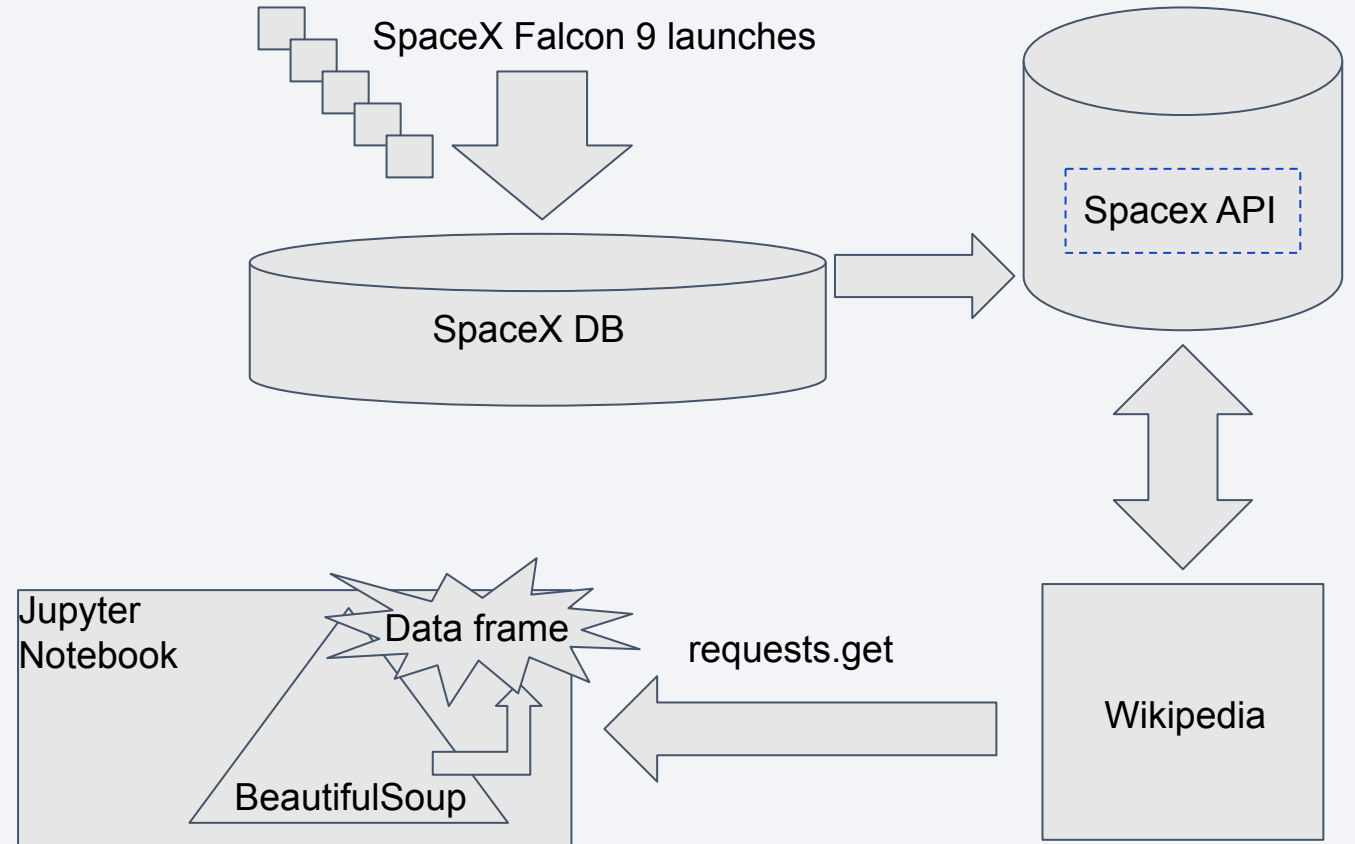 SpaceX Falcon 9 launches
Spacex API
SpaceX DB
Jupyter
Notebook
Data frame
requests.get
Wikipedia
BeautifulSoup